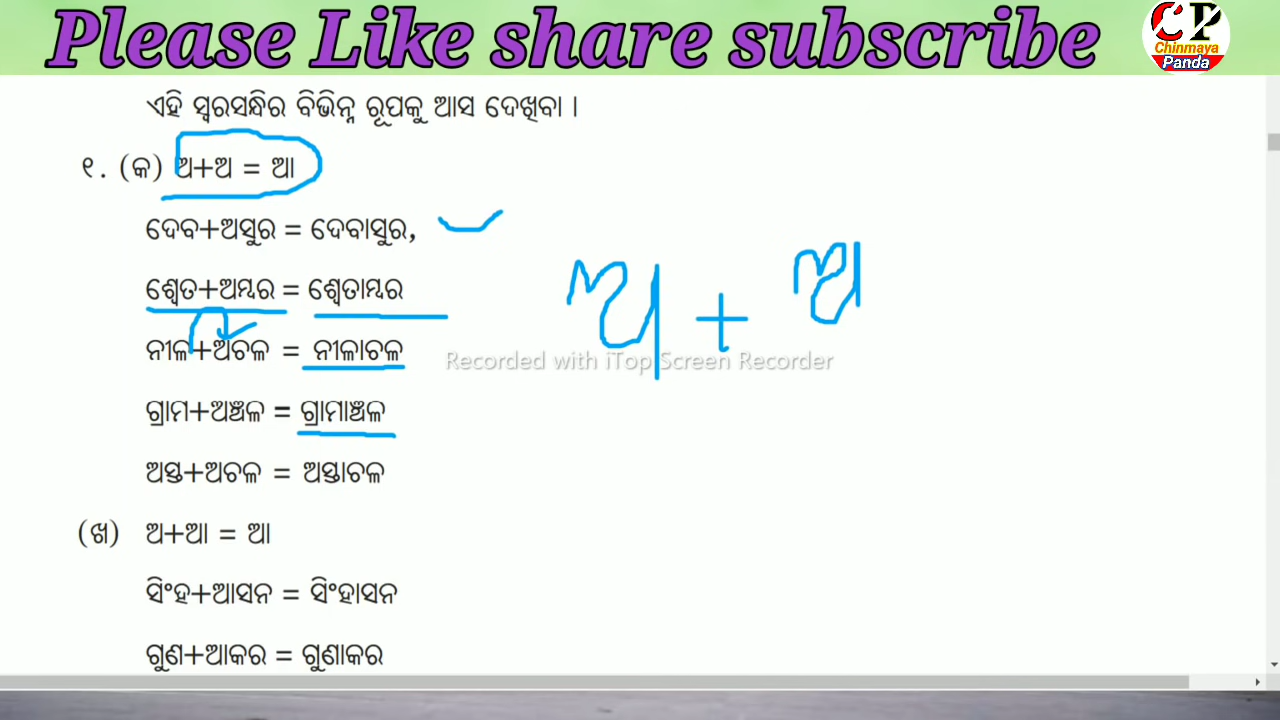 Please Like share subscribe
CP
Chinmaya
Panda
ଏହି ସ୍ୱରସନ୍ଧିର ବିଭିନ୍ନ ରୂପକୁ ଆସ ଦେଖିବା ।
୧. (କ) ଅ+ଅ = ଆ
ଦେବ+ଅସୁର = ଦେବାସୁର,
ଶ୍ୱେତ+ଅମ୍ବର = ଶ୍ୱେତାମ୍ବର
ଅ + ଅ
ନୀଳ+ଅଚଳ = ନୀଳାଚଳ
Recorded with iTop Screen Recorder
ଗ୍ରାମ+ଅଞ୍ଚଳ = ଗ୍ରାମାଞ୍ଚଳ
ଅସ୍ତ+ଅଚଳ = ଅସ୍ତାଚଳ
(ଖ) ଅ+ଆ = ଆ
ସିଂହ+ଆସନ = ସିଂହାସନ
ଗୁଣ+ଆକର = ଗୁଣାକର